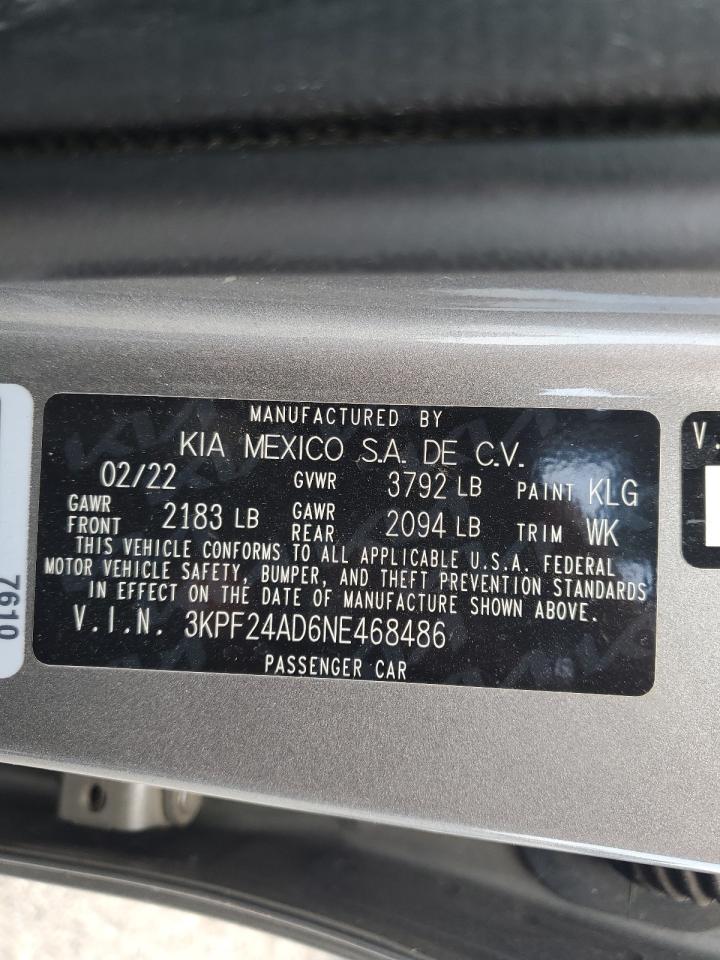 MANUFACTURED BY
KIA MEXICO S.A. DE C.V.
02/22 GVWR 3792 LB PAINT KLG
GAWR FRONT 2183 LB GAWR REAR 2094 LB TRIM WK
THIS VEHICLE CONFORMS TO ALL APPLICABLE U.S.A. FEDERAL
MOTOR VEHICLE SAFETY, BUMPER, AND THEFT PREVENTION STANDARDS
IN EFFECT ON THE DATE OF MANUFACTURE SHOWN ABOVE.
V.I.N. 3KPF24AD6NE468486
PASSENGER CAR
7610
V.